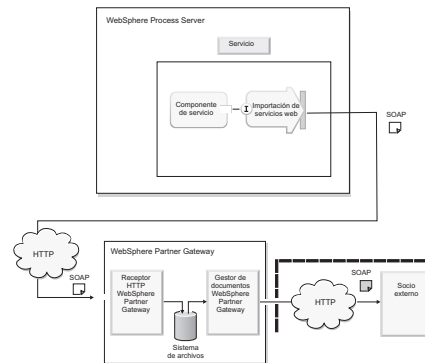 WebSphere Process Server
Servicio
Componente
de servicio
I
Importación de
servicios web
SOAP
HTTP
SOAP
WebSphere Partner Gateway
Receptor
HTTP
WebSphere
Partner
Gateway
Sistema
de archivos
Gestor de
documentos
WebSphere
Partner
Gateway
SOAP
HTTP
Socio
externo